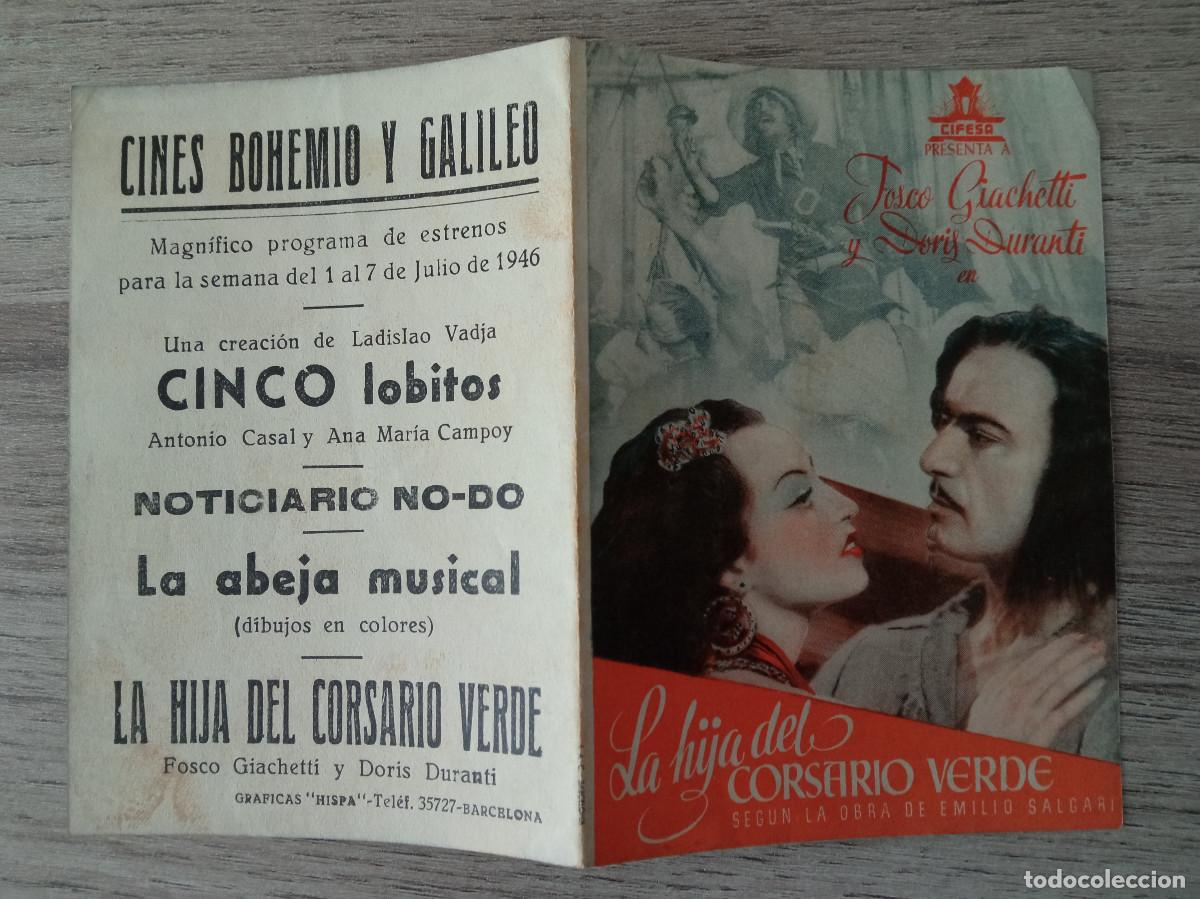 CINES BOHEMIO Y GALILEO
Magnífico programa de estrenos
para la semana del 1 al 7 de Julio de 1946
Una creación de Ladislao Vadja
CINCO lobitos
Antonio Casal y Ana María Campoy
NOTICIARIO NO-DO
La abeja musical
(dibujos en colores)
LA HIJA DEL CORSARIO VERDE
Fosco Giachetti y Doris Duranti
GRAFICAS "HISPA"-Teléf. 35727-BARCELONA
CIFESA
PRESENTA A
Fosco Giachetti
y Doris Duranti
en
La hija del
CORSARIO VERDE
SEGUN LA OBRA DE EMILIO SALGARI
todocoleccion